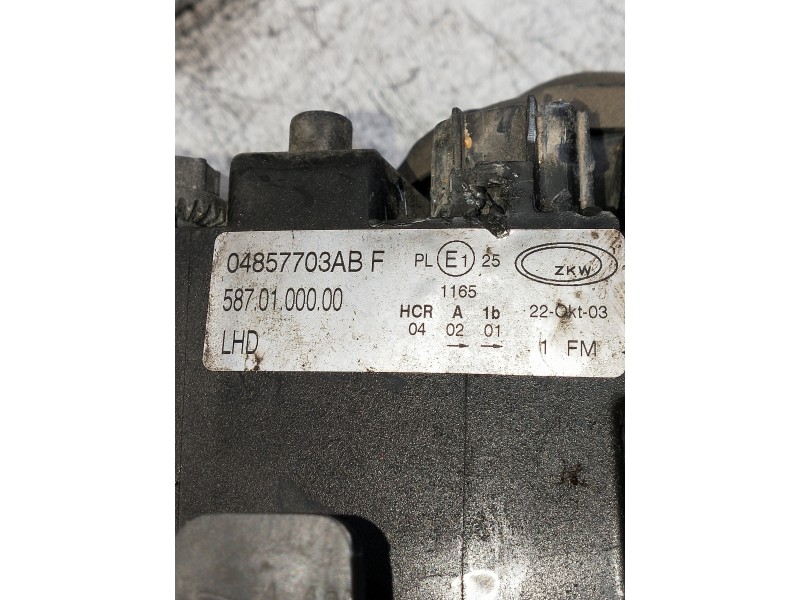 04857703AB F
587.01.000.00
LHD
PL E1 25
1165
HCR A 1b
04 02 01
→ →
ZKW
22-Okt-03
1 FM